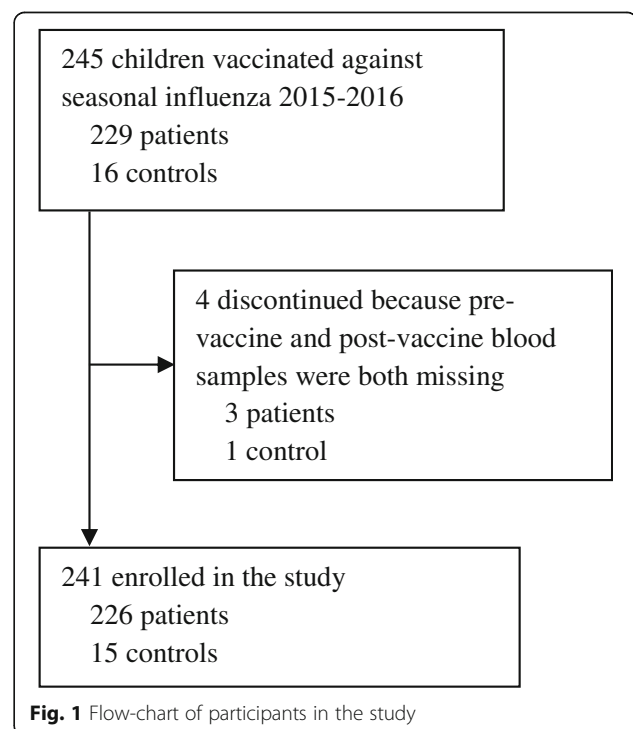 245 children vaccinated against
seasonal influenza 2015-2016
229 patients
16 controls
4 discontinued because pre-
vaccine and post-vaccine blood
samples were both missing
3 patients
1 control
241 enrolled in the study
226 patients
15 controls
Fig. 1 Flow-chart of participants in the study